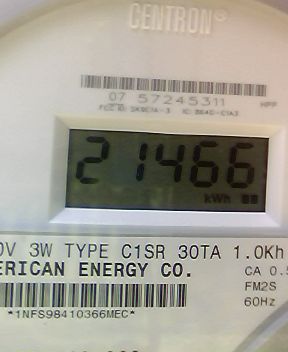 CENTRON®
07 57245311
HPP
21466
kWh
0V 3W TYPE C1SR 30TA 1.0Kh
ERICAN ENERGY CO.
CA 0.5
FM2S
60Hz
*1NFS98410366MEC*